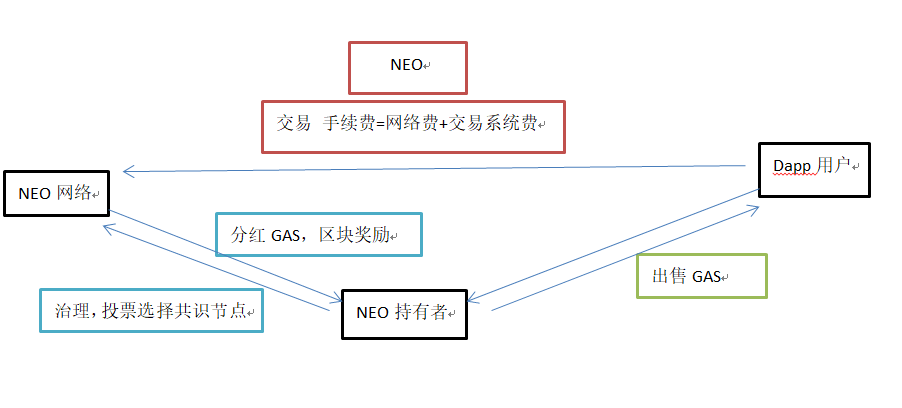 NEO
交易 手续费=网络费+交易系统费
Dapp 用户
NEO 网络
分红 GAS，区块奖励
出售 GAS
治理，投票选择共识节点
NEO 持有者